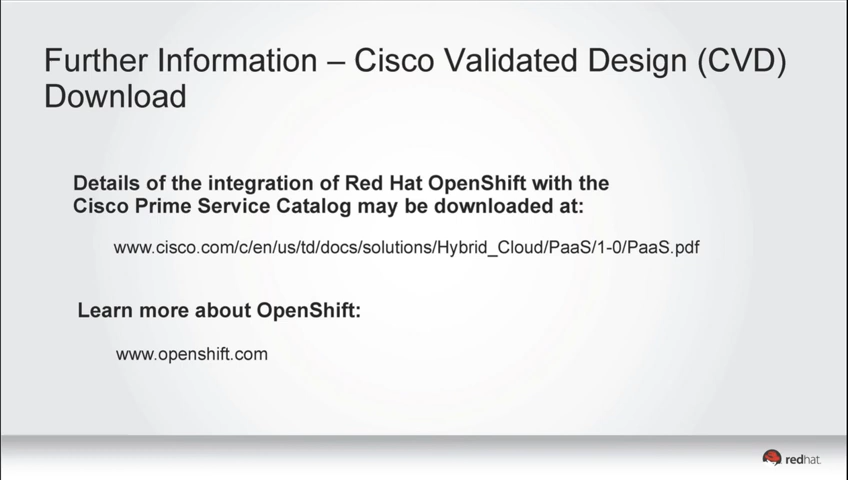 Further Information – Cisco Validated Design (CVD)
Download
Details of the integration of Red Hat OpenShift with the
Cisco Prime Service Catalog may be downloaded at:
www.cisco.com/c/en/us/td/docs/solutions/Hybrid_Cloud/PaaS/1-0/PaaS.pdf
Learn more about OpenShift:
www.openshift.com
redhat.